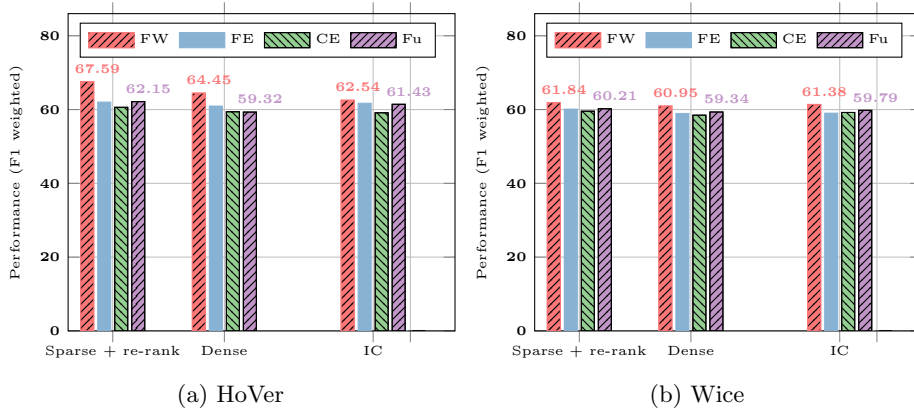 FW FE CE Fu
80
60
40
20
0
Performance (F1 weighted)
67.59
62.15
64.45
59.32
62.54
61.43
Sparse + re-rank Dense IC
(a) HoVer
FW FE CE Fu
80
60
40
20
0
Performance (F1 weighted)
61.84
60.21
60.95
59.34
61.38
59.79
Sparse + re-rank Dense IC
(b) Wice